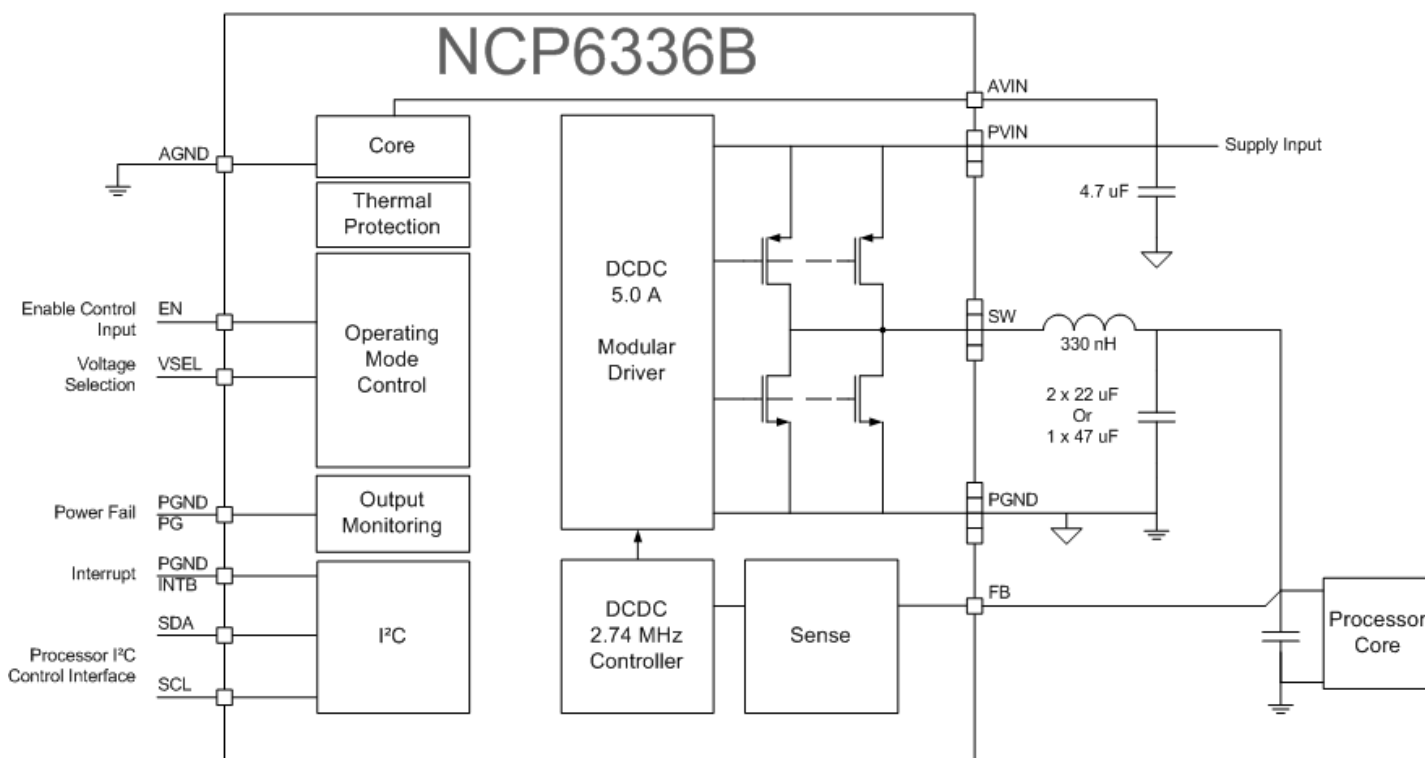 NCP6336B
AVIN
Core
AGND
PVIN
Supply Input
Thermal
Protection
4.7 uF
DCDC
5.0 A
Modular
Driver
Enable Control
Input
EN
Operating
Mode
Control
SW
330 nH
Voltage
Selection
VSEL
2 x 22 uF
Or
1 x 47 uF
Power Fail
PGND
PG
Output
Monitoring
PGND
Interrupt
PGND
INTB
FB
SDA
I²C
DCDC
2.74 MHz
Controller
Sense
Processor
Core
Processor I²C
Control Interface
SCL